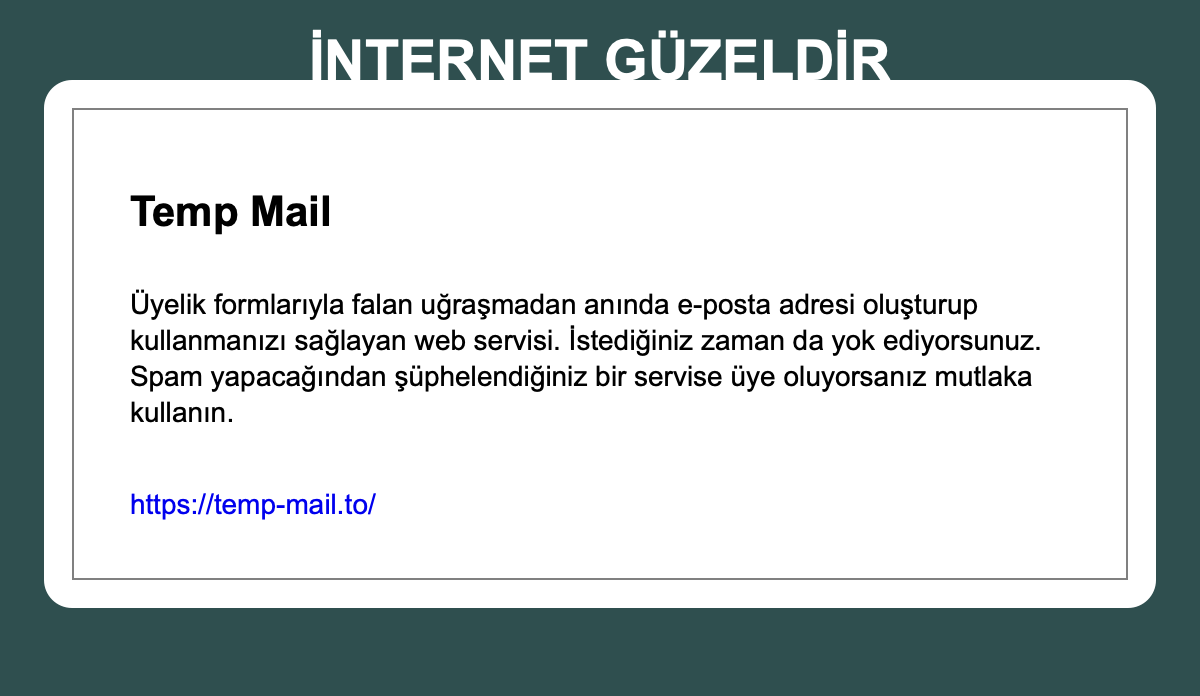 İNTERNET GÜZELDİR
Temp Mail
Üyelik formlarıyla falan uğraşmadan anında e-posta adresi oluşturup
kullanmanızı sağlayan web servisi. İstediğiniz zaman da yok ediyorsunuz.
Spam yapacağından şüphelendiğiniz bir servise üye oluyorsanız mutlaka
kullanın.
https://temp-mail.to/